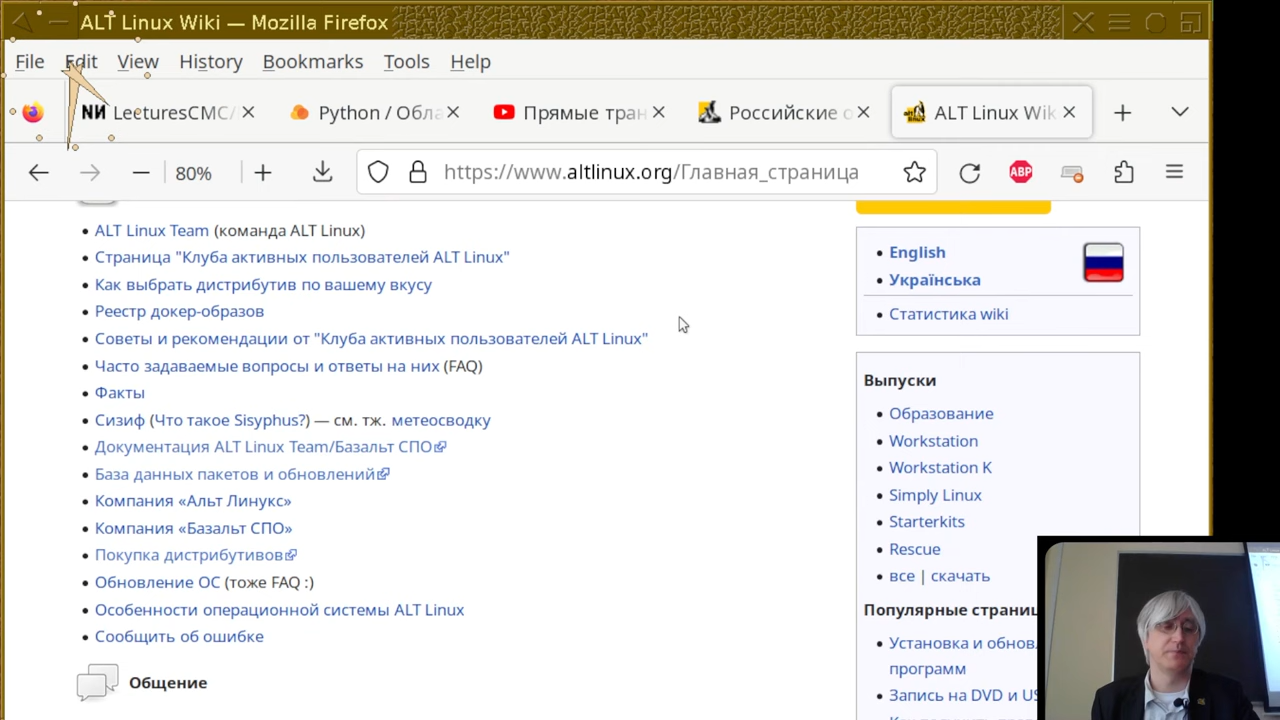 ALT Linux Wiki — Mozilla Firefox
File Edit View History Bookmarks Tools Help
LecturesCMC/ Python / Обла Прямые тран Российские о ALT Linux Wik
80% https://www.altlinux.org/Главная_страница ABP
ALT Linux Team (команда ALT Linux)
Страница "Клуба активных пользователей ALT Linux"
Как выбрать дистрибутив по вашему вкусу
Реестр докер-образов
Советы и рекомендации от "Клуба активных пользователей ALT Linux"
Часто задаваемые вопросы и ответы на них (FAQ)
Факты
Сизиф (Что такое Sisyphus?) — см. тж. метеосводку
Документация ALT Linux Team/Базальт СПО
База данных пакетов и обновлений
Компания «Альт Линукс»
Компания «Базальт СПО»
Покупка дистрибутивов
Обновление ОС (тоже FAQ :)
Особенности операционной системы ALT Linux
Сообщить об ошибке
Общение
English
Українська
Статистика wiki
Выпуски
Образование
Workstation
Workstation K
Simply Linux
Starterkits
Rescue
все | скачать
Популярные страниц
Установка и обнов
программ
Запись на DVD и US